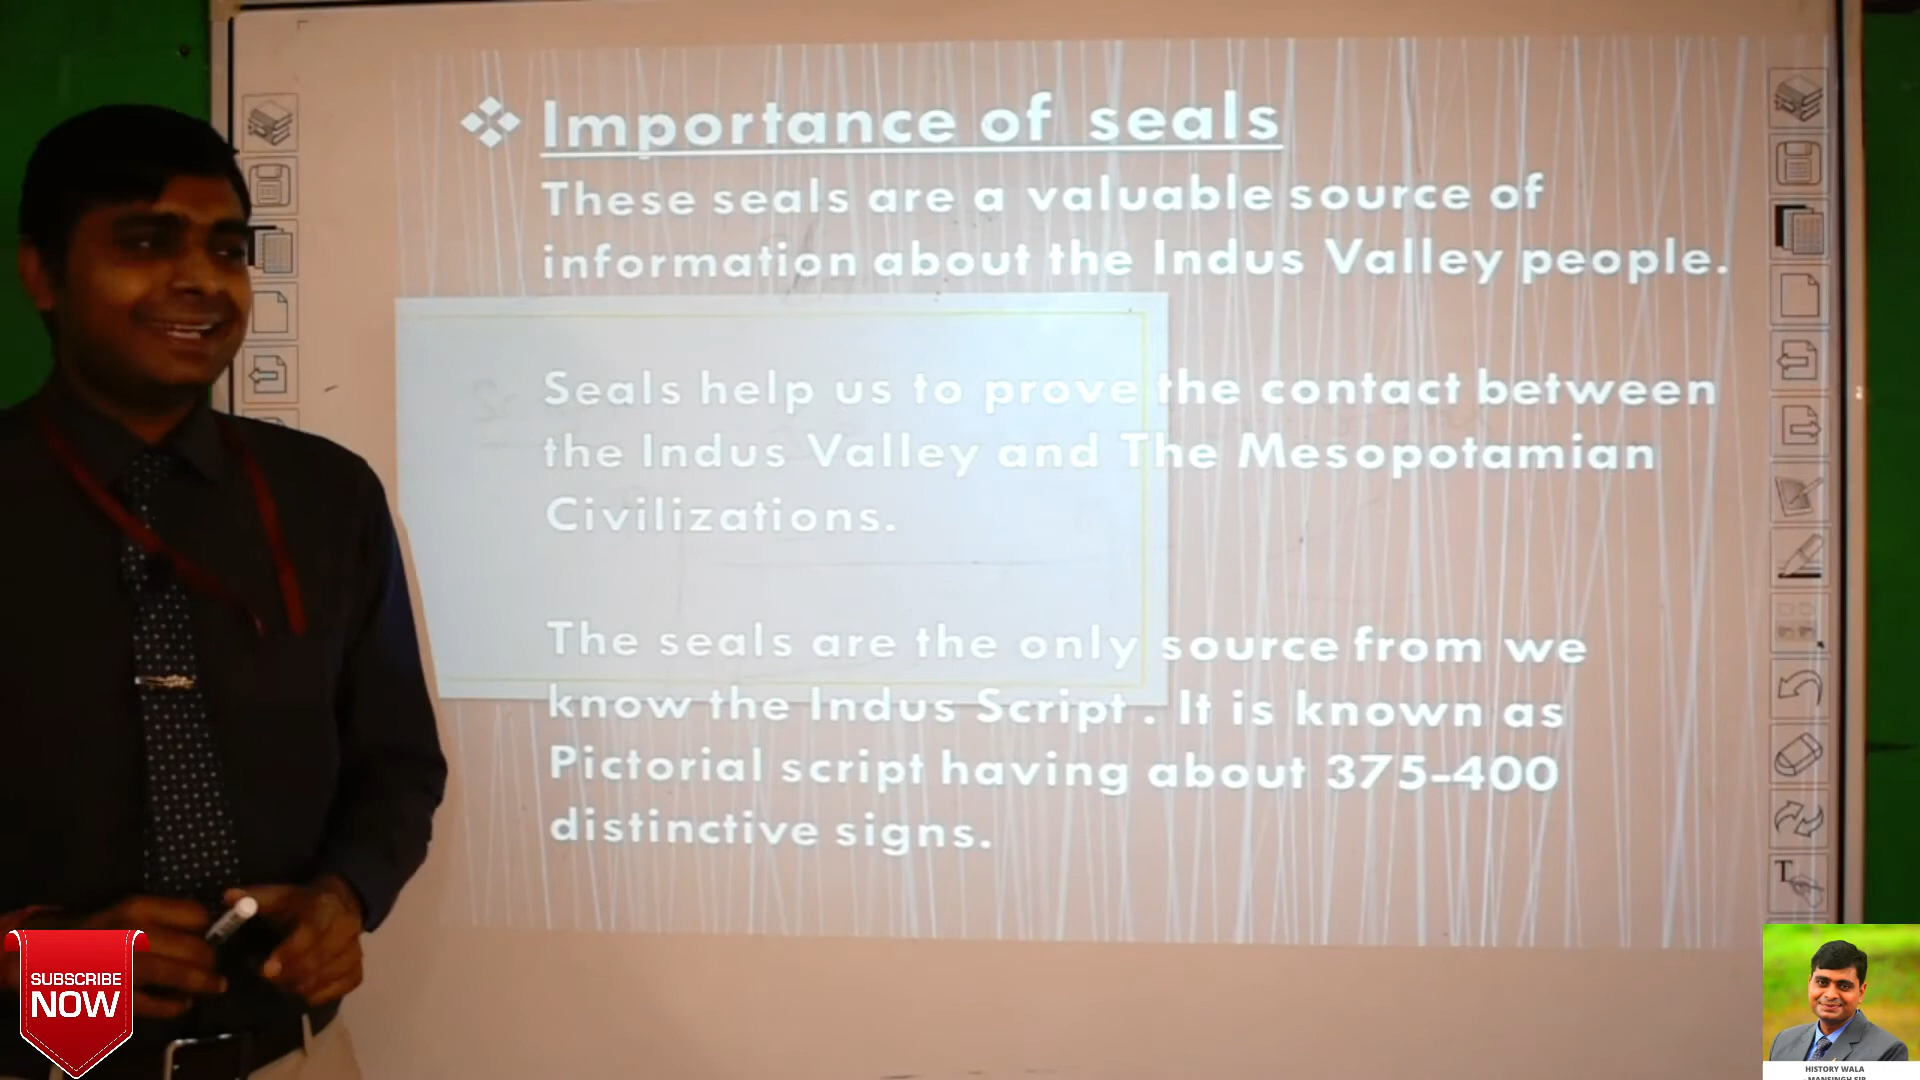 Importance of seals
These seals are a valuable source of
information about the Indus Valley people.
Seals help us to prove the contact between
the Indus Valley and The Mesopotamian
Civilizations.
The seals are the only source from we
know the Indus Script . It is known as
Pictorial script having about 375-400
distinctive signs.
SUBSCRIBE
NOW
HISTORY WALA
MANSINGH SIR